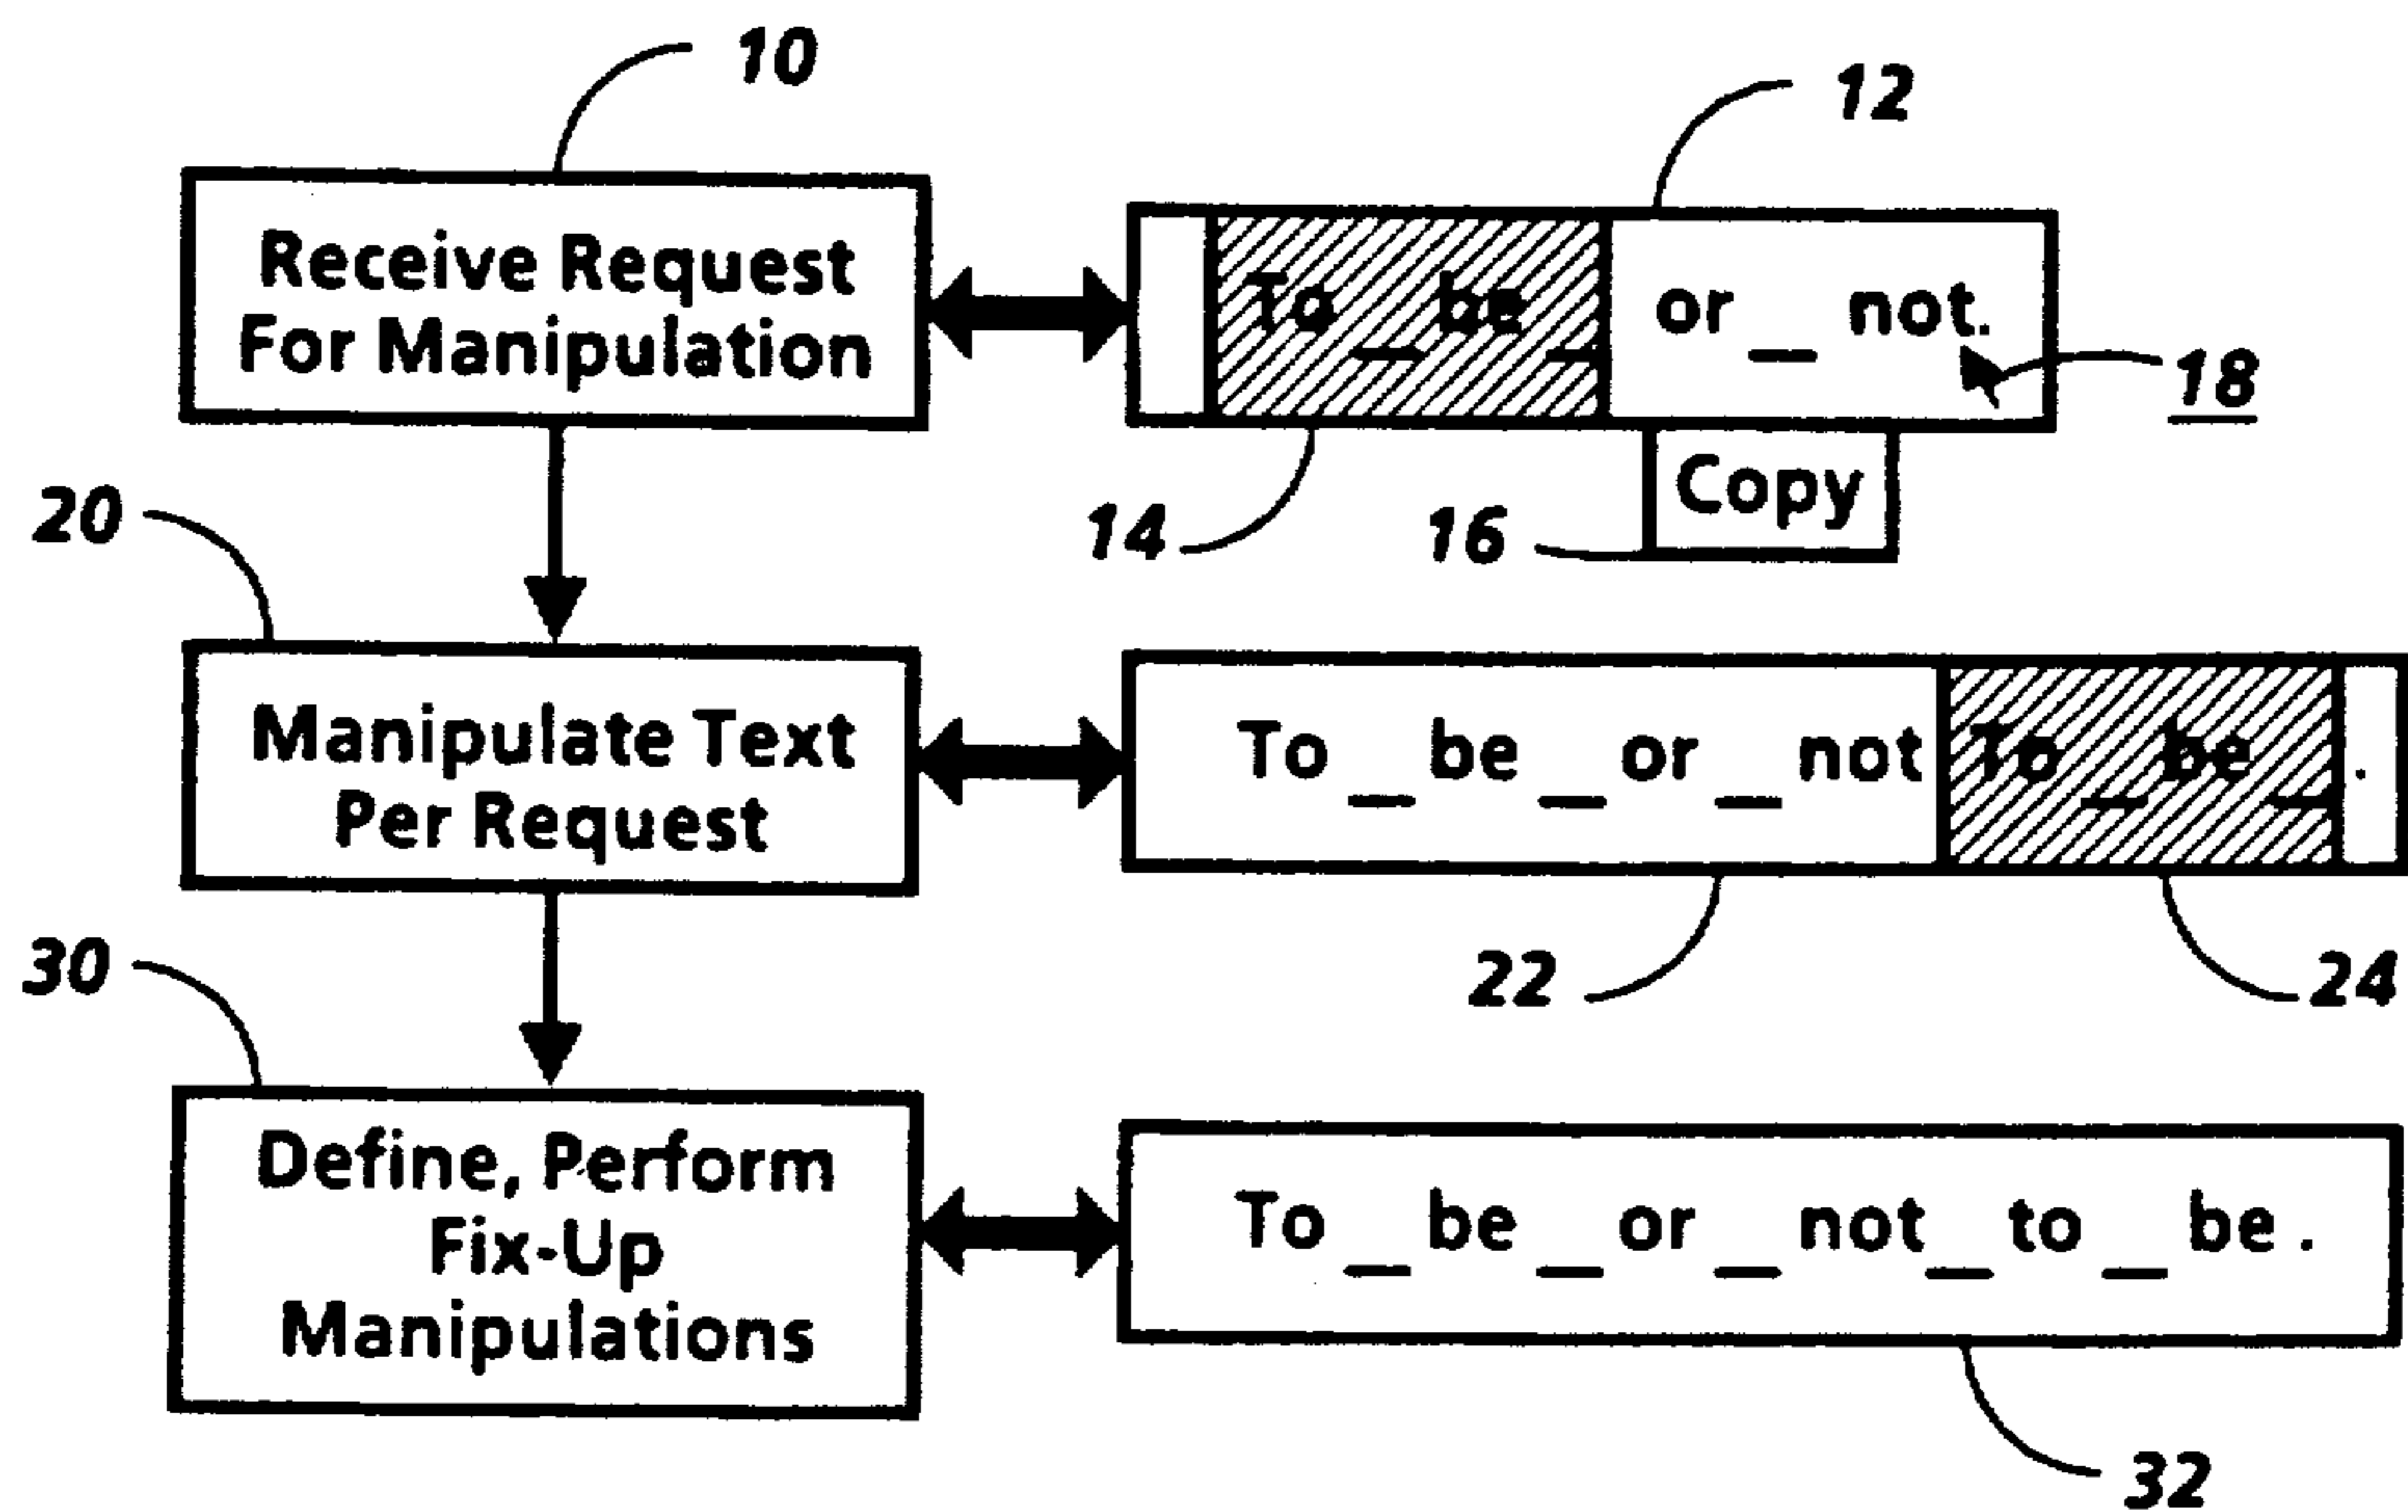 10
12
Receive Request
For Manipulation
To _ be _ or _ not.
18
Copy
14
16
20
Manipulate Text
Per Request
To _ be _ or _ not To _ be _ .
22
24
30
Define, Perform
Fix-Up
Manipulations
To _ be _ or _ not _ to _ be .
32